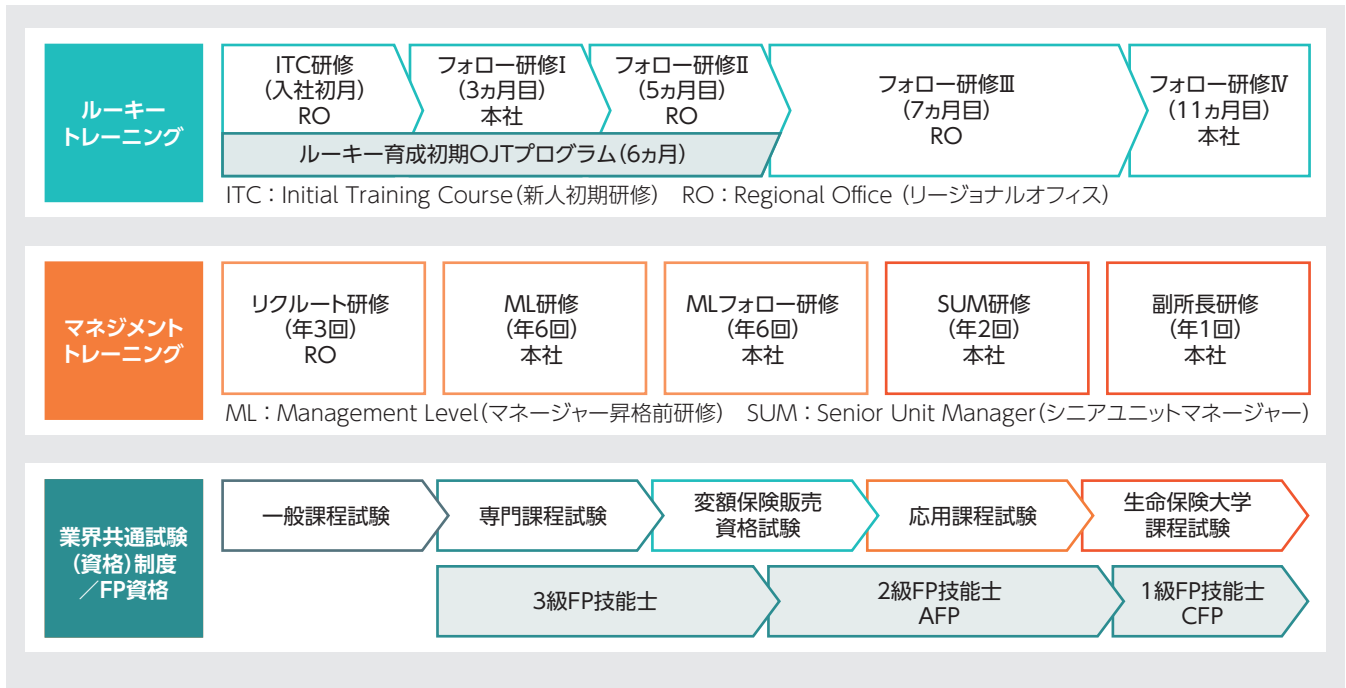 ルーキー
トレーニング
ITC研修
(入社初月)
RO
フォロー研修Ⅰ
(3ヵ月目)
本社
フォロー研修Ⅱ
(5ヵ月目)
RO
フォロー研修Ⅲ
(7ヵ月目)
RO
フォロー研修Ⅳ
(11ヵ月目)
本社
ルーキー育成初期OJTプログラム(6ヵ月)
ITC：Initial Training Course(新人初期研修) RO：Regional Office (リージョナルオフィス)
マネジメント
トレーニング
リクルート研修
(年3回)
RO
ML研修
(年6回)
本社
MLフォロー研修
(年6回)
本社
SUM研修
(年2回)
本社
副所長研修
(年1回)
本社
ML：Management Level(マネージャー昇格前研修) SUM：Senior Unit Manager(シニアユニットマネージャー)
業界共通試験
(資格)制度
／FP資格
一般課程試験
専門課程試験
変額保険販売
資格試験
応用課程試験
生命保険大学
課程試験
3級FP技能士
2級FP技能士
AFP
1級FP技能士
CFP